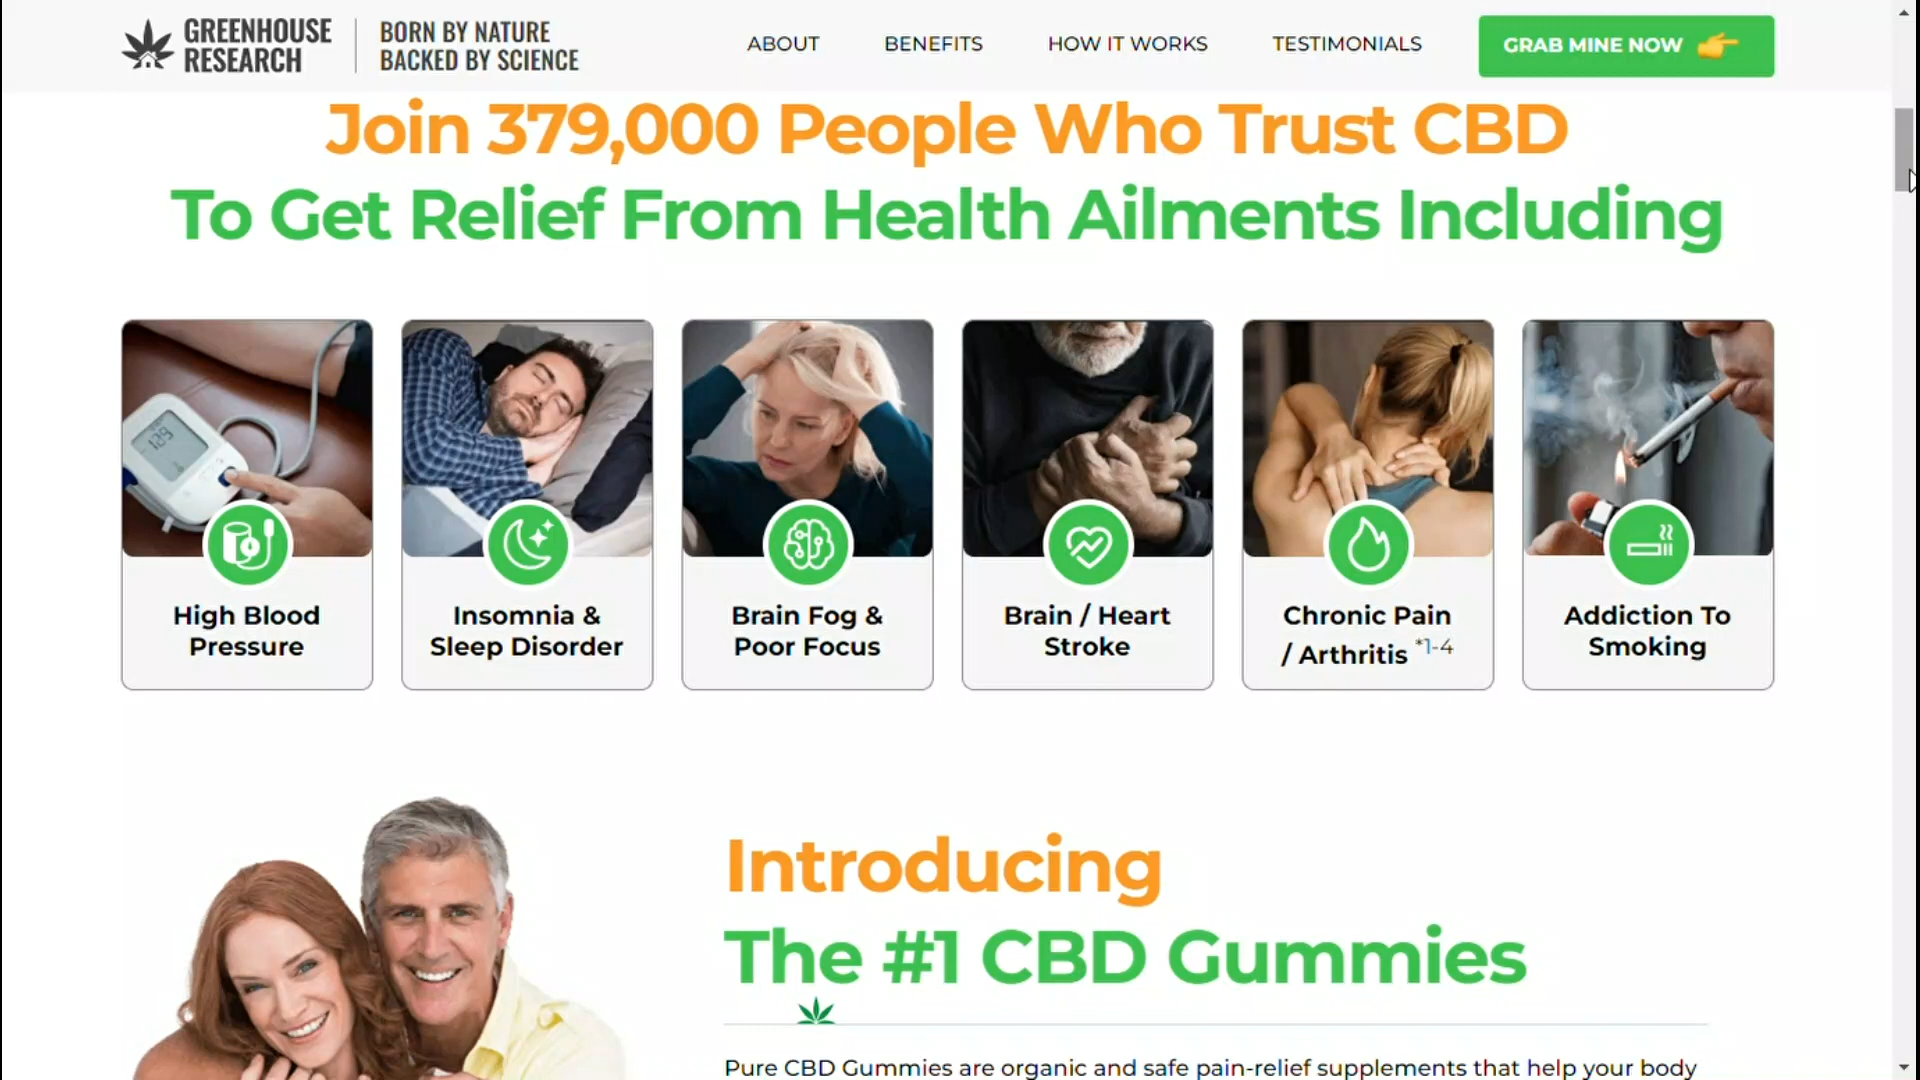 GREENHOUSE
RESEARCH
BORN BY NATURE
BACKED BY SCIENCE
ABOUT
BENEFITS
HOW IT WORKS
TESTIMONIALS
GRAB MINE NOW
Join 379,000 People Who Trust CBD
To Get Relief From Health Ailments Including
129
High Blood
Pressure
Insomnia &
Sleep Disorder
Brain Fog &
Poor Focus
Brain / Heart
Stroke
Chronic Pain
/ Arthritis *1-4
Addiction To
Smoking
Introducing
The #1 CBD Gummies
Pure CBD Gummies are organic and safe pain-relief supplements that help your body